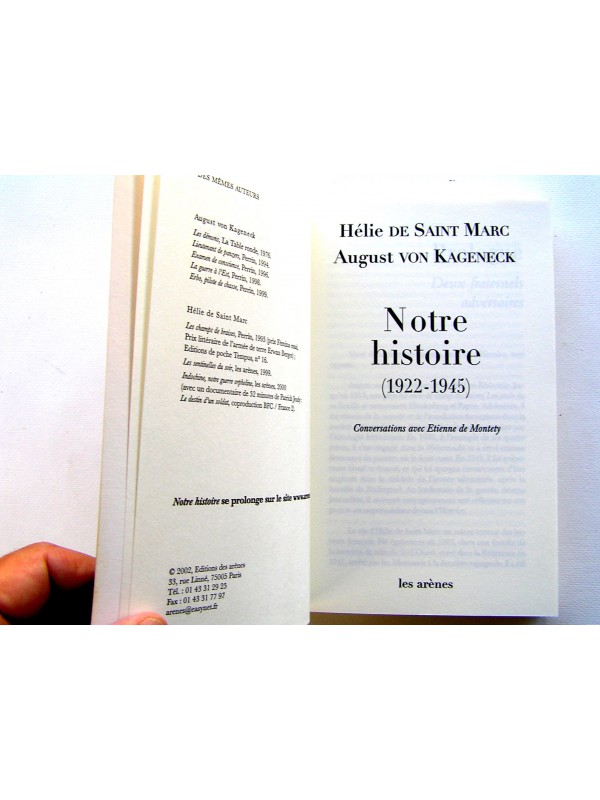 DES MÊMES AUTEURS
August von Kageneck
Les démons, La Table ronde, 1976.
Lieutenant de panzers, Perrin, 1994.
Examen de conscience, Perrin, 1996.
La guerre à l'Est, Perrin, 1998.
Erbo, pilote de chasse, Perrin, 1999.
Hélie de Saint Marc
Les champs de braises, Perrin, 1995 (prix Fémina essai,
Prix littéraire de l'armée de terre Erwan Bergot) ;
Editions de poche Tempus, n° 16.
Les sentinelles du soir, les arènes, 1999.
Indochine, notre guerre orpheline, les arènes, 2000
(avec un documentaire de 52 minutes de Patrick
Le destin d'un soldat, coproduction BFC / France
Notre histoire se prolonge sur le site
© 2002, Editions des arènes
33, rue Linné, 75005 Paris
Tél. : 01 43 31 29 25
Fax : 01 43 31 77 97
arenes@easynet.fr
Hélie DE SAINT MARC
August VON KAGENECK
Deux fraternels
adversaires
Notre
histoire
(1922-1945)
Conversations avec Etienne de Montety
les arènes